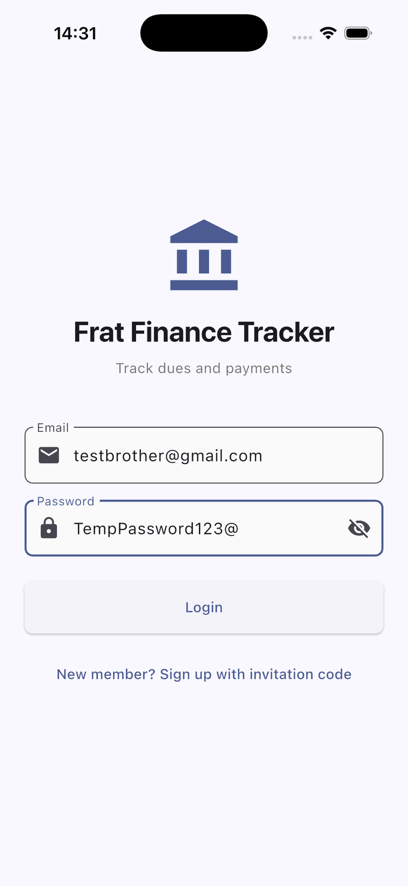 14:31
Frat Finance Tracker
Track dues and payments
Email
testbrother@gmail.com
Password
TempPassword123@
Login
New member? Sign up with invitation code